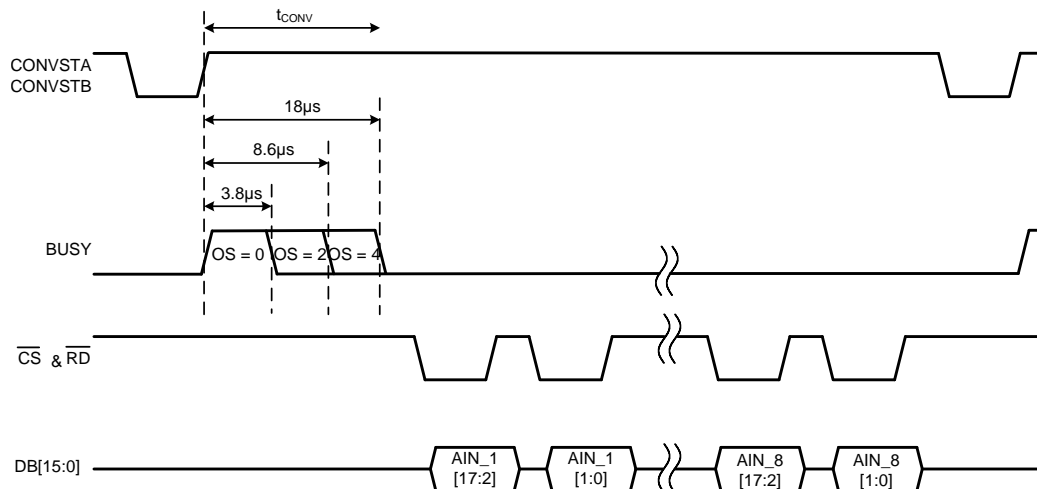 tCONV
CONVSTA
CONVSTB
18µs
8.6µs
3.8µs
BUSY
OS = 0
OS = 2
OS = 4
CS & RD
DB[15:0]
AIN_1
[17:2]
AIN_1
[1:0]
AIN_8
[17:2]
AIN_8
[1:0]